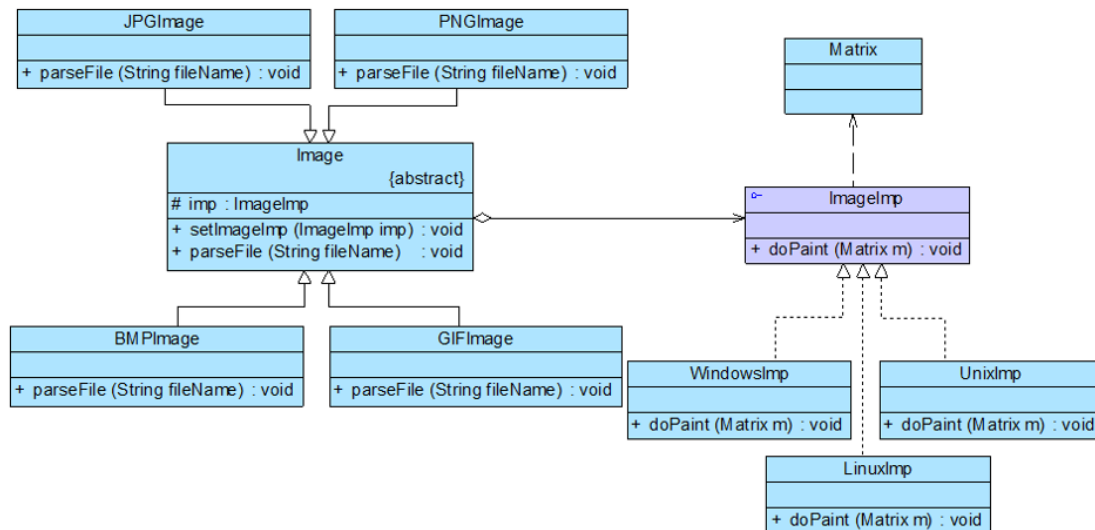 JPGImage
+ parseFile (String fileName) : void
PNGImage
+ parseFile (String fileName) : void
Matrix
Image
{abstract}
# imp : ImageImp
+ setImageImp (ImageImp imp) : void
+ parseFile (String fileName) : void
ImageImp
+ doPaint (Matrix m) : void
BMPImage
+ parseFile (String fileName) : void
GIFImage
+ parseFile (String fileName) : void
WindowsImp
+ doPaint (Matrix m) : void
UnixImp
+ doPaint (Matrix m) : void
LinuxImp
+ doPaint (Matrix m) : void